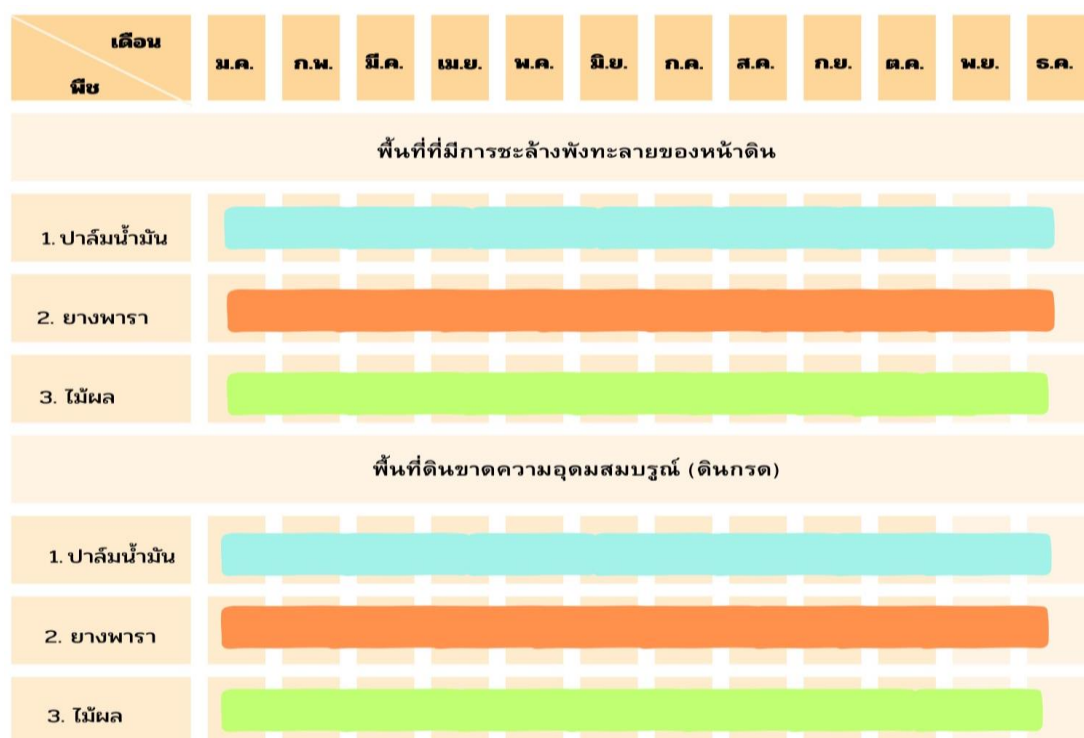 เดือน
พืช
ม.ค. ก.พ. มี.ค. เม.ย. พ.ค. มิ.ย. ก.ค. ส.ค. ก.ย. ต.ค. พ.ย. ธ.ค.
พื้นที่ที่มีการชะล้างพังทะลายของหน้าดิน
1. ปาล์มน้ำมัน
2. ยางพารา
3. ไม้ผล
พื้นที่ดินขาดความอุดมสมบรูณ์ (ดินกรด)
1. ปาล์มน้ำมัน
2. ยางพารา
3. ไม้ผล